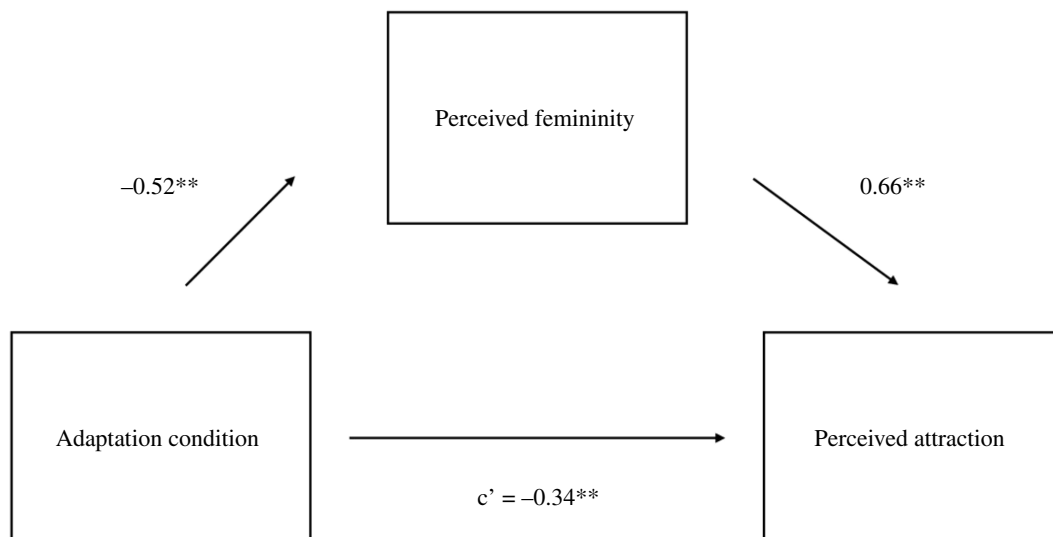 Perceived femininity
–0.52**
0.66**
Adaptation condition
Perceived attraction
c’ = –0.34**